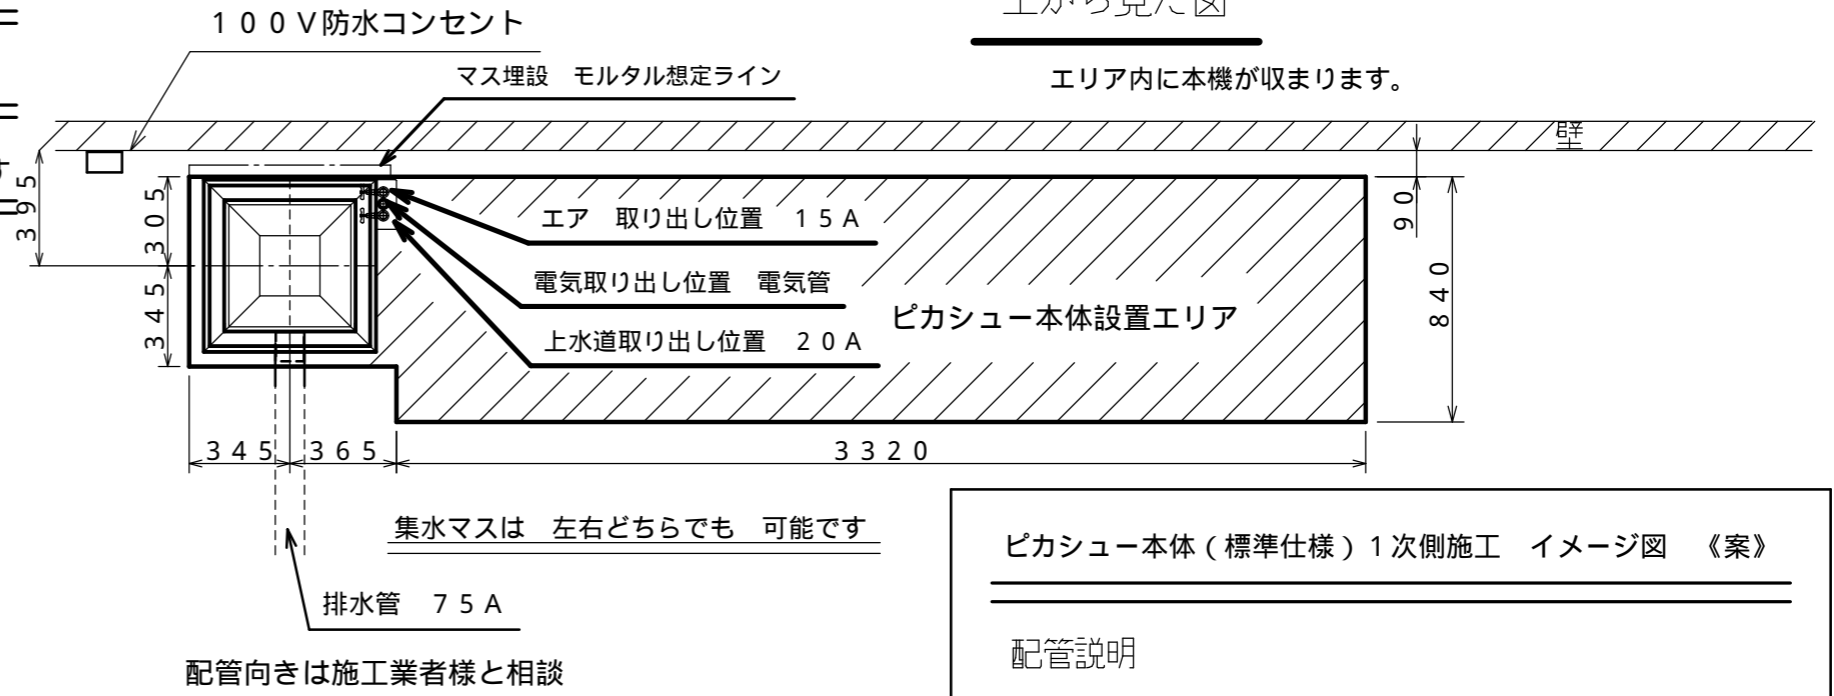 上から見た図
１００Ｖ防水コンセント
マス埋設　モルタル想定ライン
エリア内に本機が収まります。
壁
395
305
345
エア　取り出し位置　１５Ａ
電気取り出し位置　電気管
上水道取り出し位置　２０Ａ
ピカシュー本体設置エリア
90
840
345
365
3320
集水マスは　左右どちらでも　可能です
排水管　７５Ａ
配管向きは施工業者様と相談
ピカシュー本体（標準仕様）１次側施工　イメージ図　《案》
配管説明